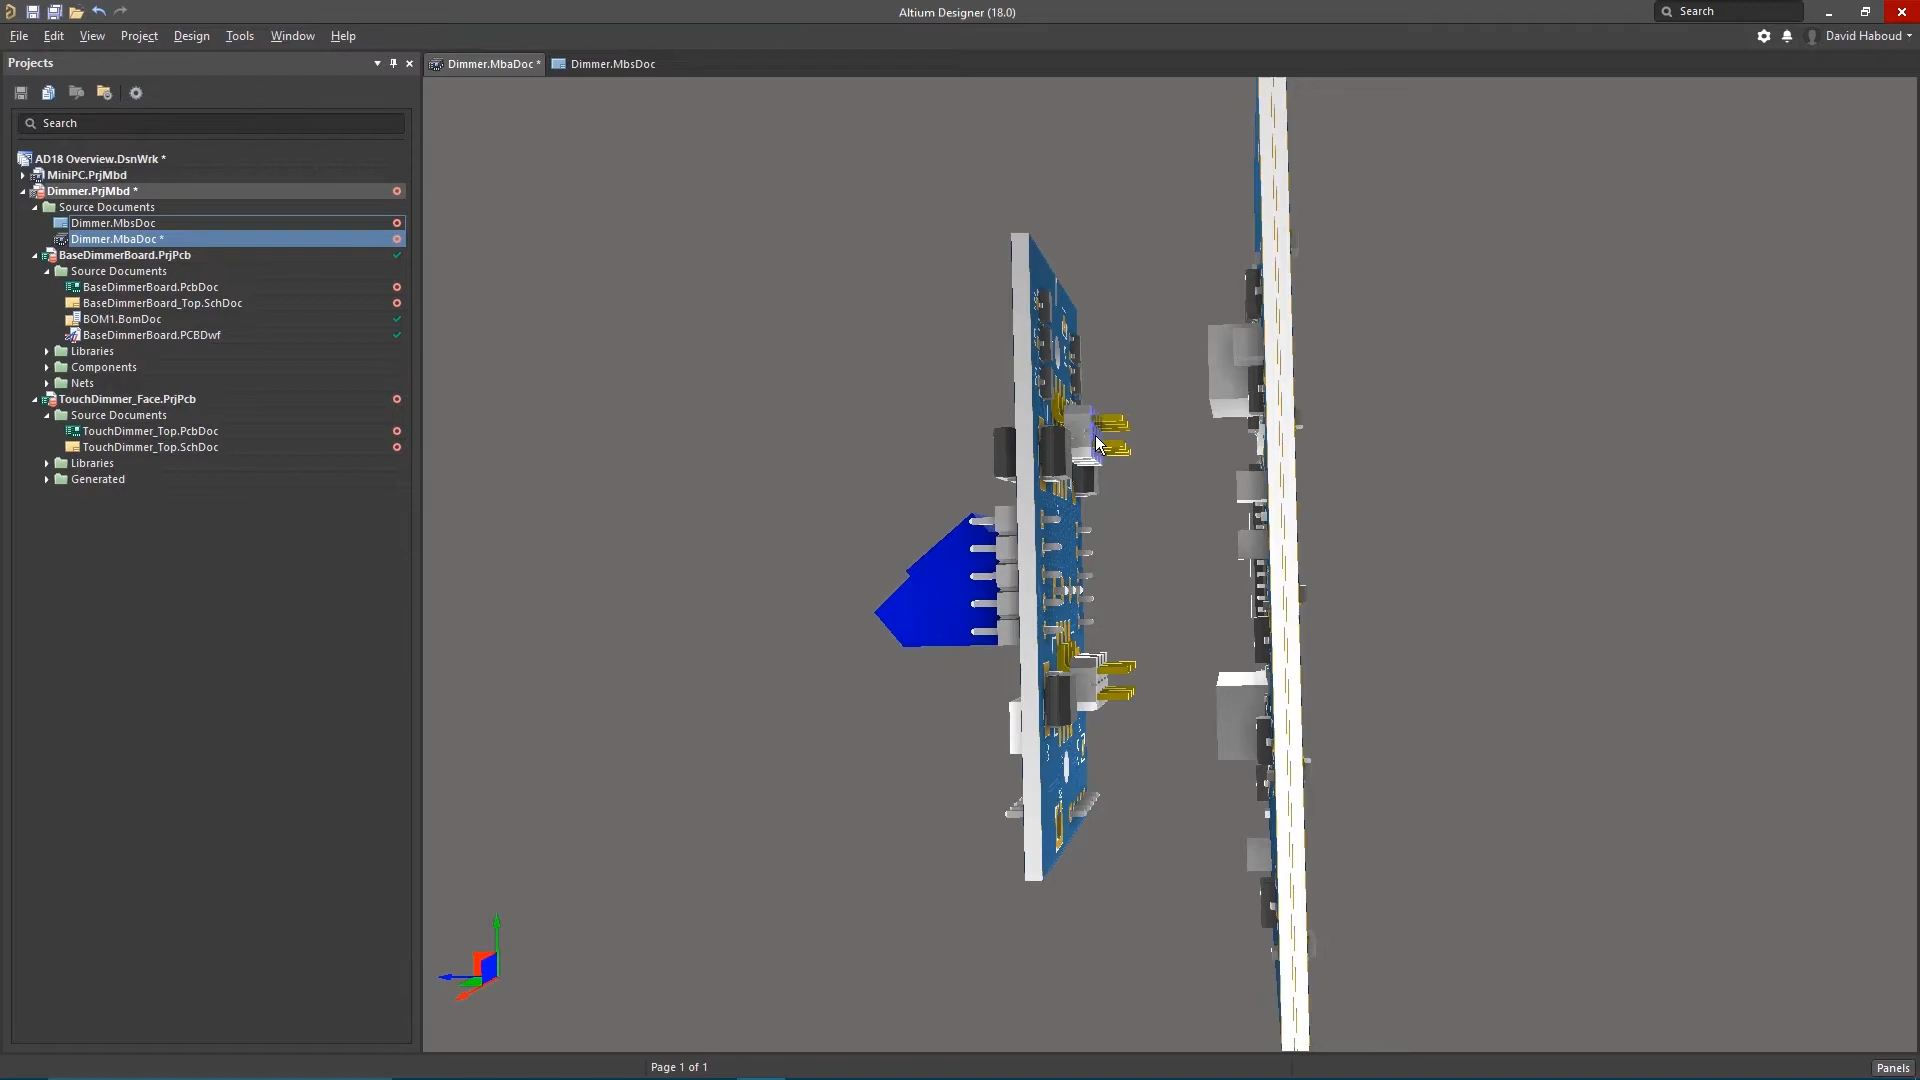 Altium Designer (18.0)
Search
File Edit View Project Design Tools Window Help
David Haboud
Projects
Dimmer.MbaDoc * Dimmer.MbsDoc
Search
AD18 Overview.DsnWrk *
MiniPC.PrjMbd
Dimmer.PrjMbd *
Source Documents
Dimmer.MbsDoc
Dimmer.MbaDoc *
BaseDimmerBoard.PrjPcb
Source Documents
BaseDimmerBoard.PcbDoc
BaseDimmerBoard_Top.SchDoc
BOM1.BomDoc
BaseDimmerBoard.PCBDwf
Libraries
Components
Nets
TouchDimmer_Face.PrjPcb
Source Documents
TouchDimmer_Top.PcbDoc
TouchDimmer_Top.SchDoc
Libraries
Generated
Page 1 of 1
Panels